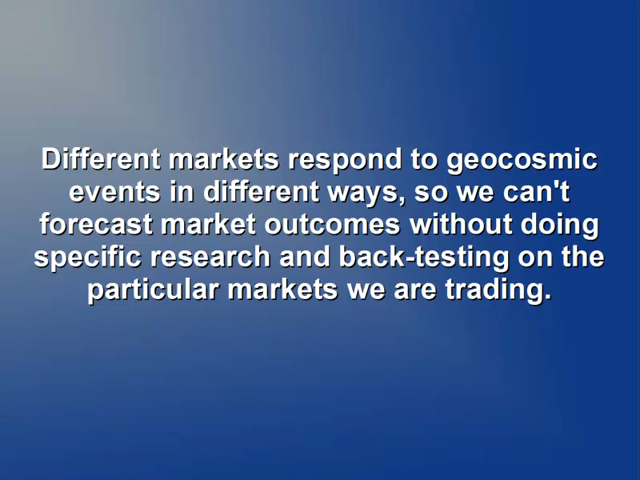 Different markets respond to geocosmic
events in different ways, so we can't
forecast market outcomes without doing
specific research and back-testing on the
particular markets we are trading.